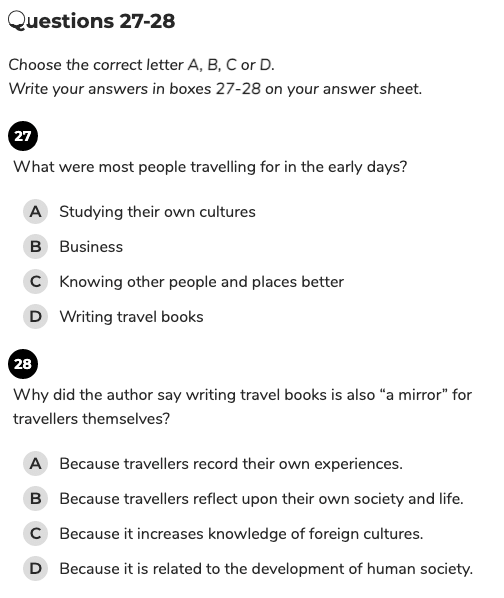 Questions 27-28
Choose the correct letter A, B, C or D.
Write your answers in boxes 27-28 on your answer sheet.
27
What were most people travelling for in the early days?
A Studying their own cultures
B Business
C Knowing other people and places better
D Writing travel books
28
Why did the author say writing travel books is also “a mirror” for
travellers themselves?
A Because travellers record their own experiences.
B Because travellers reflect upon their own society and life.
C Because it increases knowledge of foreign cultures.
D Because it is related to the development of human society.